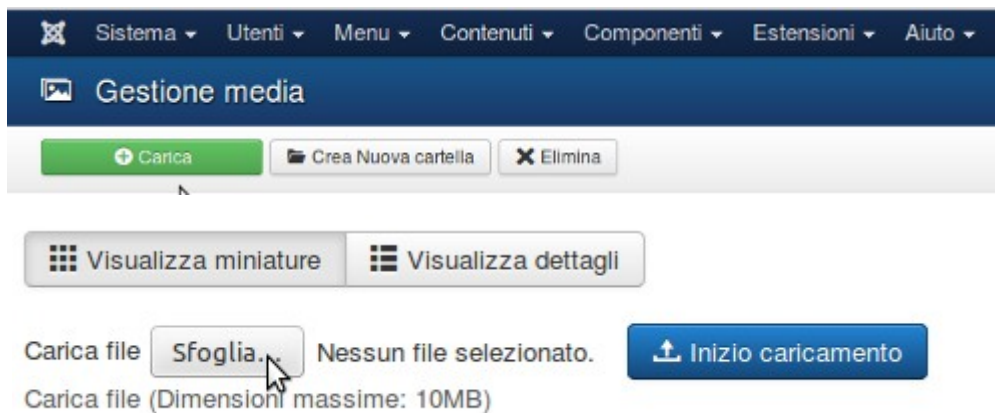 Sistema Utenti Menu Contenuti Componenti Estensioni Aiuto
Gestione media
Carica Crea Nuova cartella Elimina
Visualizza miniature Visualizza dettagli
Carica file Sfoglia... Nessun file selezionato. Inizio caricamento
Carica file (Dimensioni massime: 10MB)